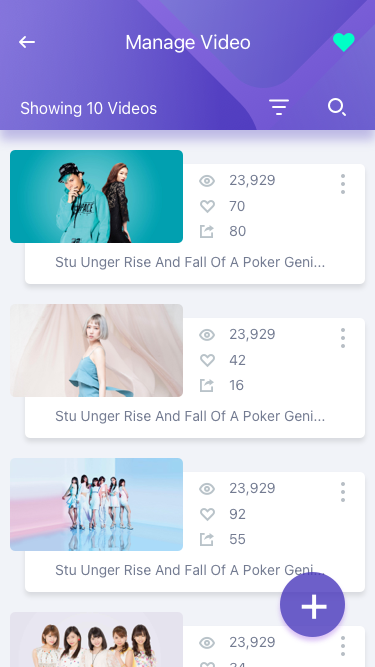 Manage Video
Showing 10 Videos
23,929
70
80
Stu Unger Rise And Fall Of A Poker Geni...
23,929
42
16
Stu Unger Rise And Fall Of A Poker Geni...
23,929
92
55
Stu Unger Rise And Fall Of A Poker Geni...
23,929
34